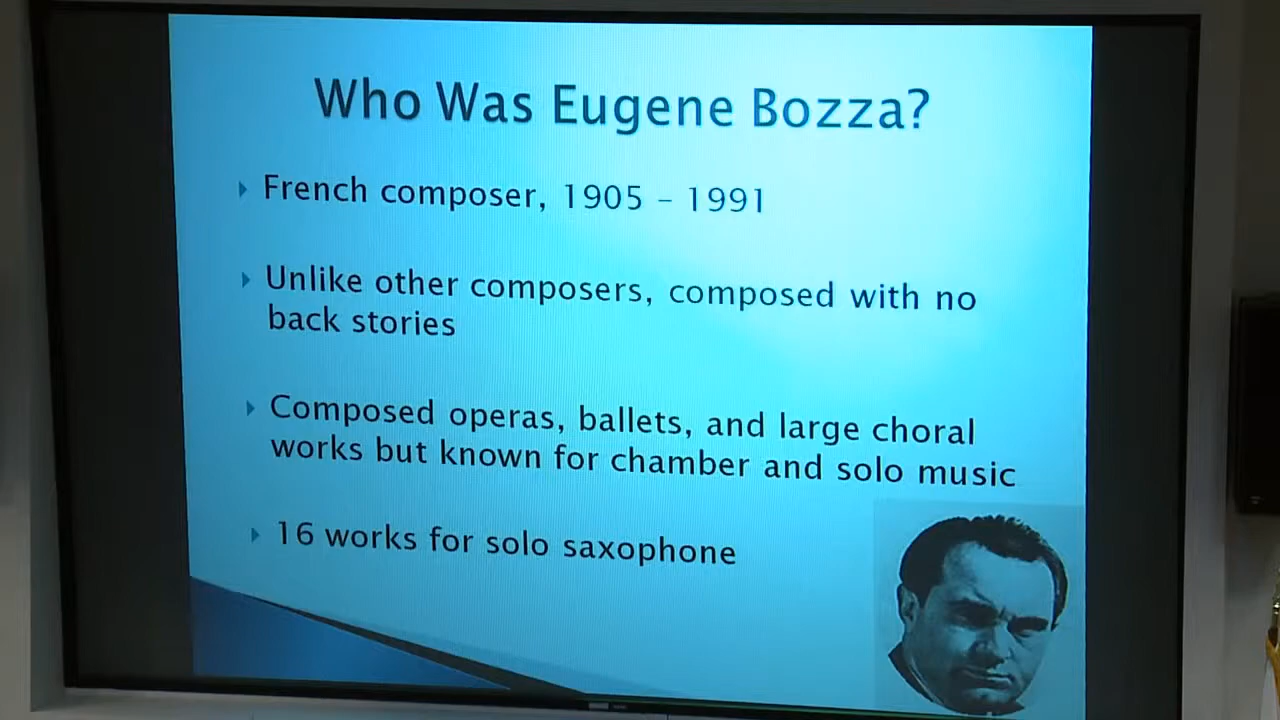 Who Was Eugene Bozza?
French composer, 1905 – 1991
Unlike other composers, composed with no
back stories
Composed operas, ballets, and large choral
works but known for chamber and solo music
16 works for solo saxophone